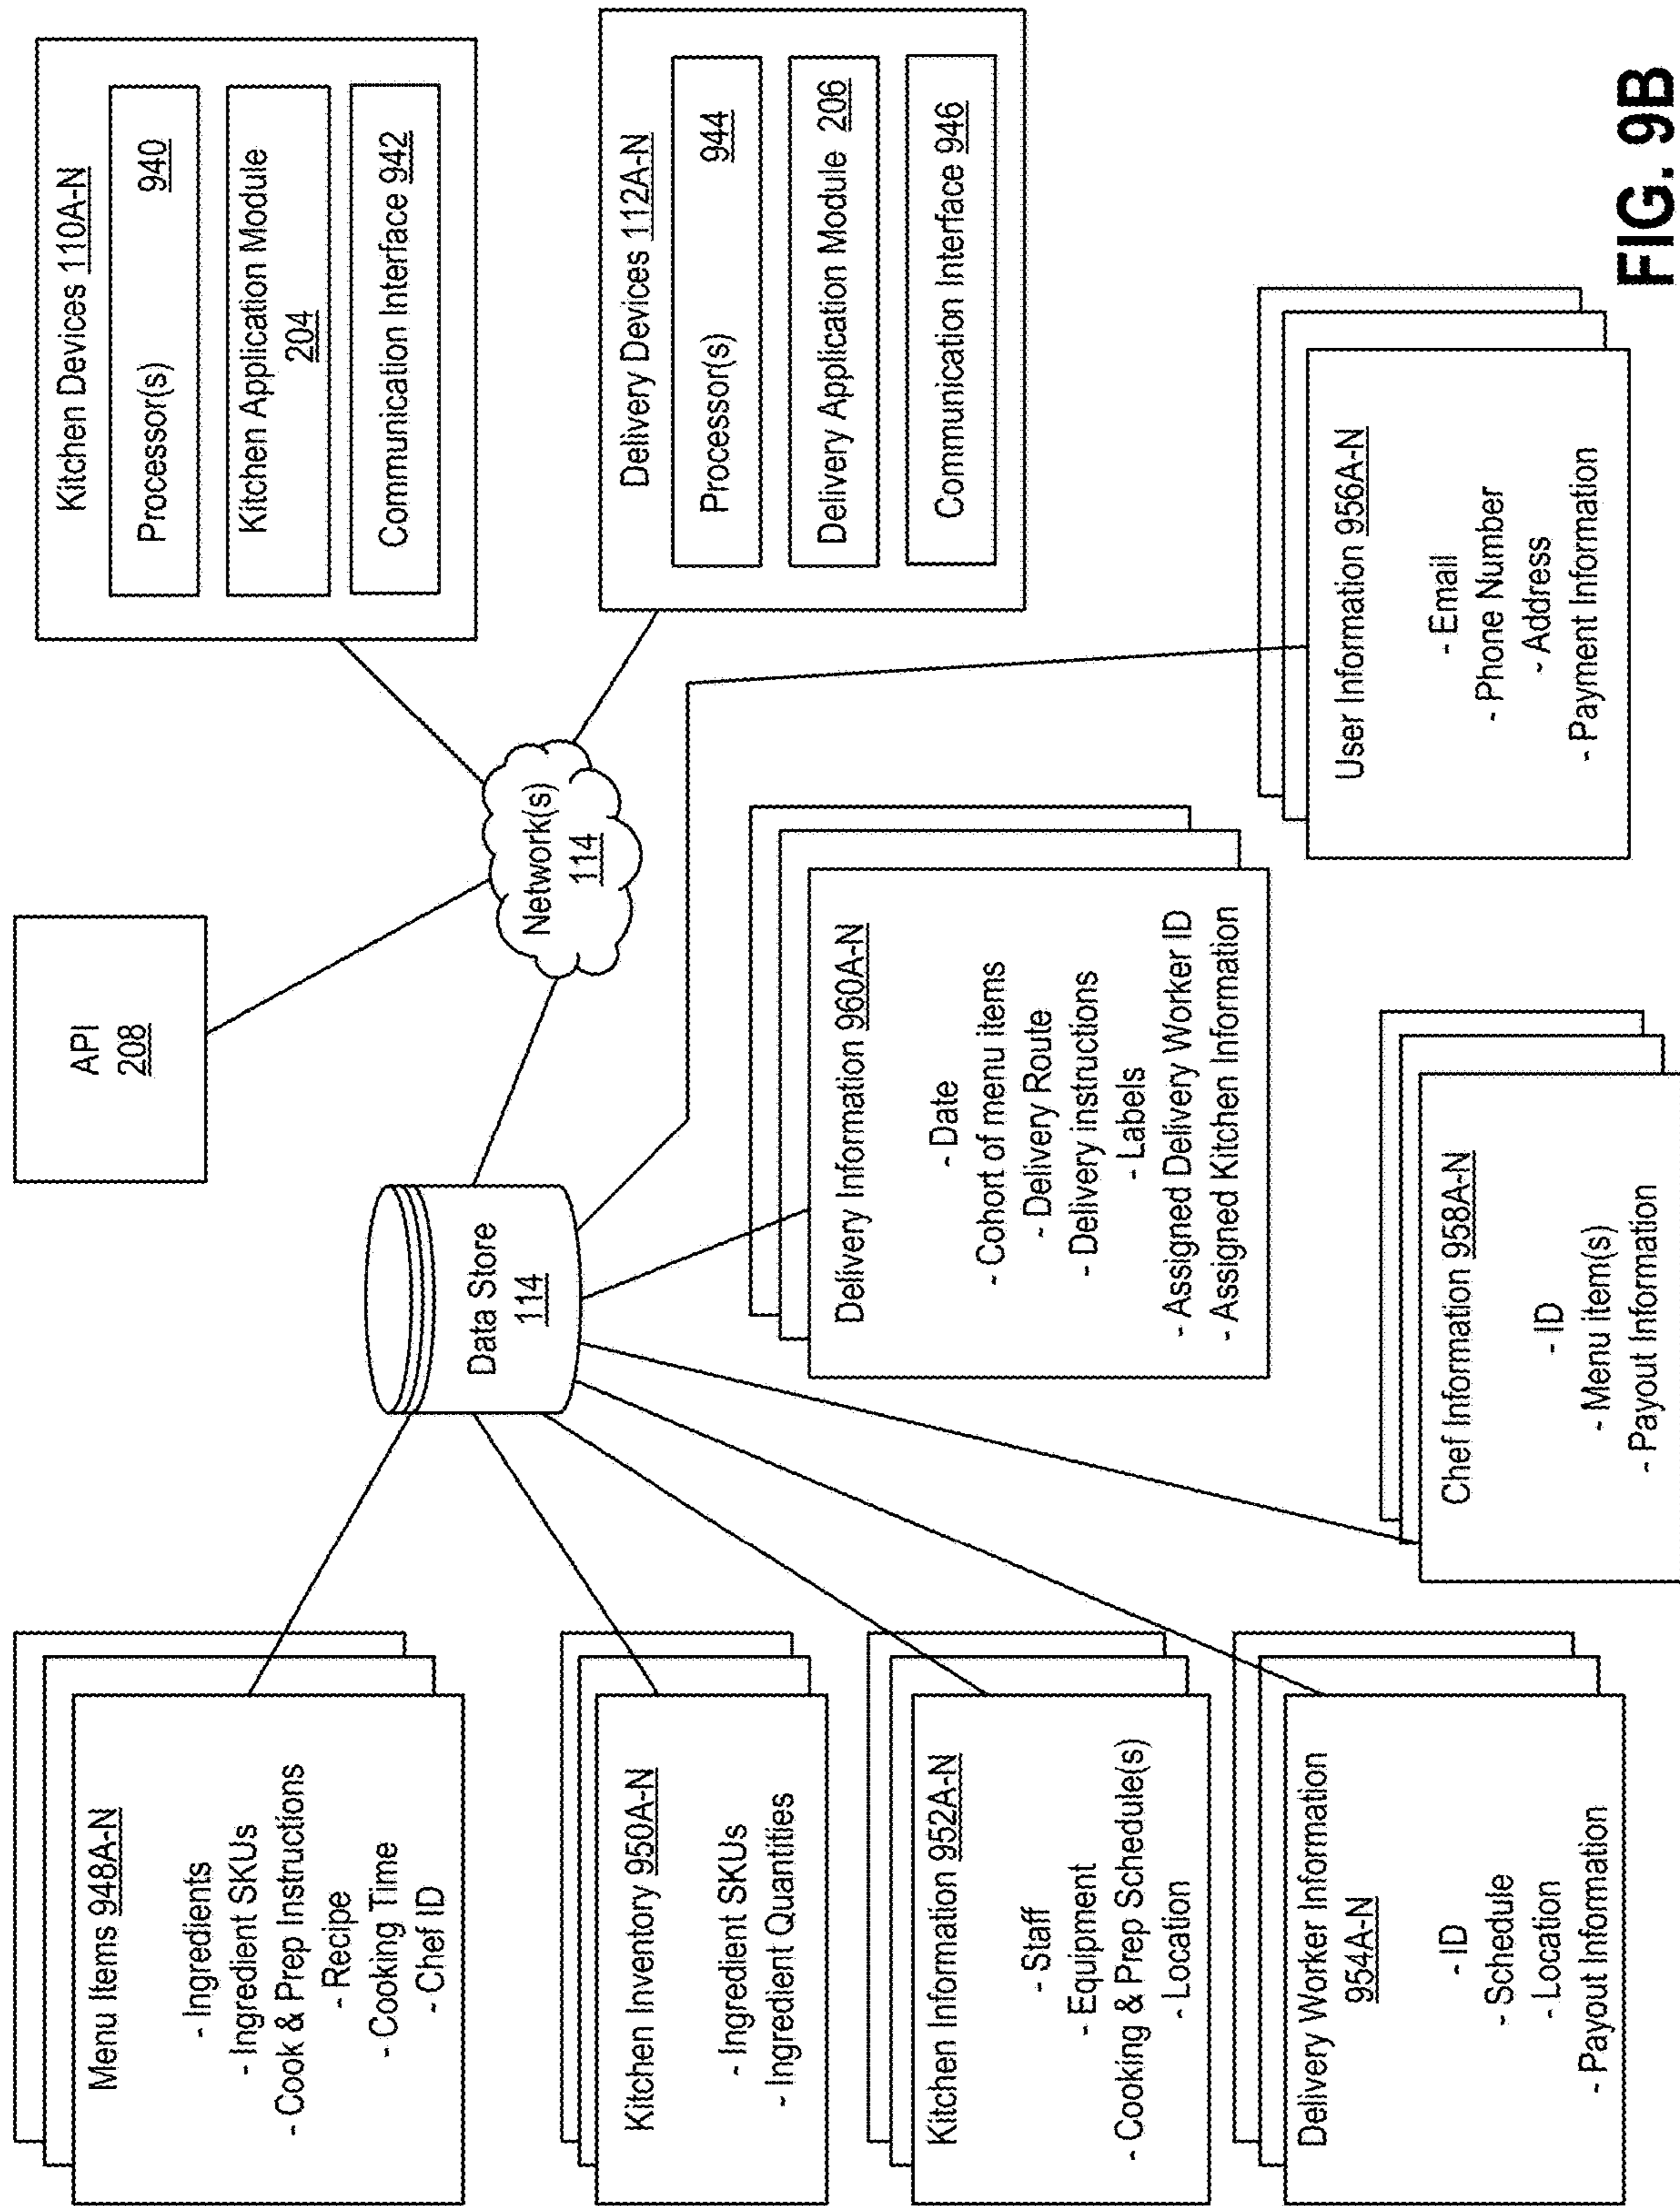 API
208
Kitchen Devices 110A-N
Processor(s) 940
Kitchen Application Module
204
Communication Interface 942
Network(s)
114
Delivery Devices 112A-N
Processor(s) 944
Delivery Application Module 206
Communication Interface 946
Data Store
114
Menu Items 948A-N
- Ingredients
- Ingredient SKUs
- Cook & Prep Instructions
- Recipe
- Cooking Time
- Chef ID
Kitchen Inventory 950A-N
- Ingredient SKUs
- Ingredient Quantities
Kitchen Information 952A-N
- Staff
- Equipment
- Cooking & Prep Schedule(s)
- Location
Delivery Worker Information
954A-N
- ID
- Schedule
- Location
- Payout Information
Delivery Information 960A-N
- Date
- Cohort of menu items
- Delivery Route
- Delivery instructions
- Labels
- Assigned Delivery Worker ID
- Assigned Kitchen Information
Chef Information 958A-N
- ID
- Menu item(s)
- Payout Information
User Information 956A-N
- Email
- Phone Number
- Address
- Payment Information
FIG. 9B